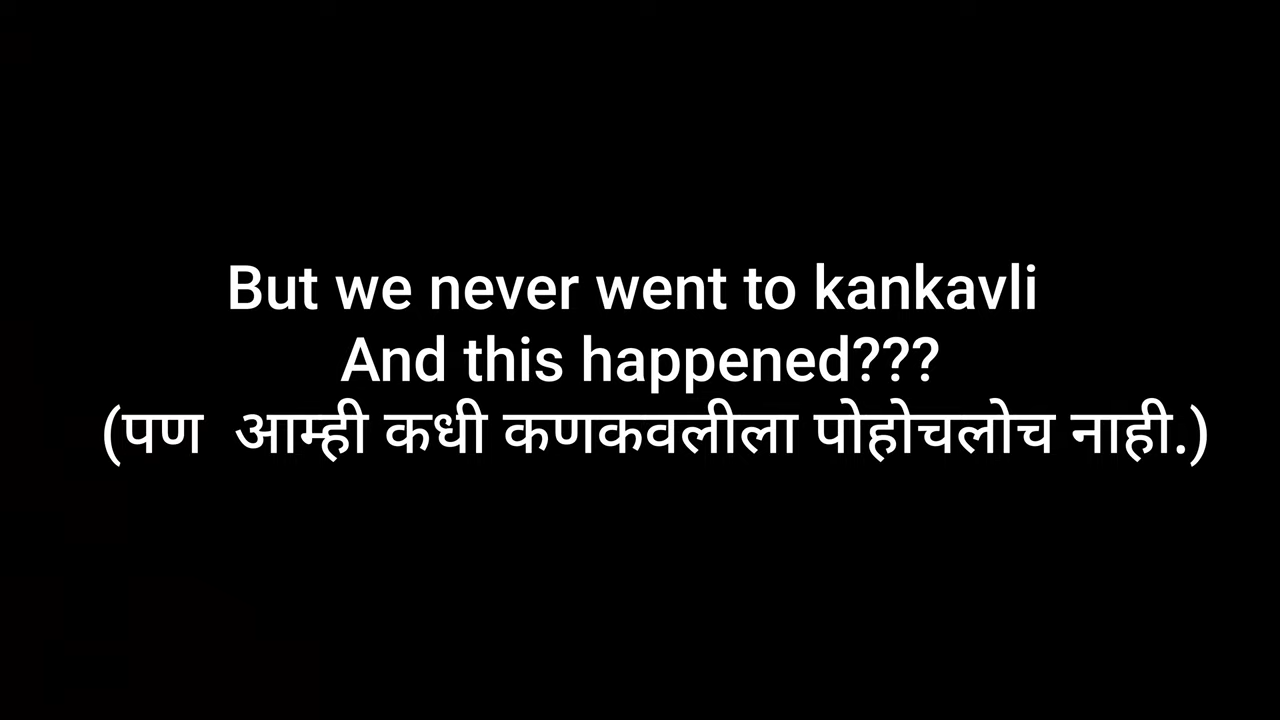 But we never went to kankavli
And this happened???
(पण आम्ही कधी कणकवलीला पोहोचलोच नाही.)